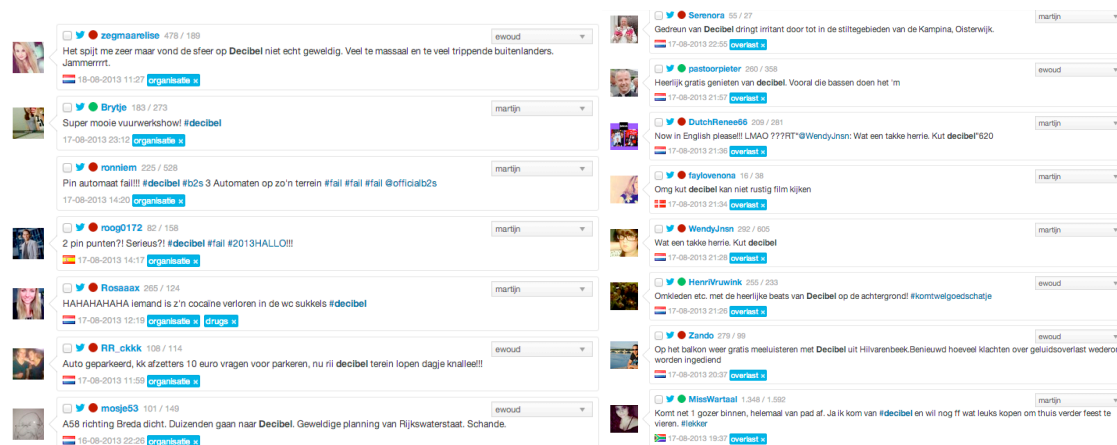 zegmaarelise 478 / 189
ewoud
Het spijt me zeer maar vond de sfeer op Decibel niet echt geweldig. Veel te massaal en te veel trippende buitenlanders.
Jammerrrrt.
18-08-2013 11:27 organisatie x
Brytje 183 / 273
martijn
Super mooie vuurwerkshow! #decibel
17-08-2013 23:12 organisatie x
ronniem 225 / 528
martijn
Pin automaat fail!!! #decibel #b2s 3 Automaten op zo'n terrein #fail #fail #fail @officialb2s
17-08-2013 14:20 organisatie x
roog0172 82 / 158
martijn
2 pin punten?! Serieus?! #decibel #fail #2013HALLO!!!
17-08-2013 14:17 organisatie x
Rosaaax 265 / 124
martijn
HAHAHAHAHA iemand is z'n cocaïne verloren in de wc sukkels #decibel
17-08-2013 12:19 organisatie x drugs x
RR_ckkk 108 / 114
ewoud
Auto geparkeerd, kk afzetters 10 euro vragen voor parkeren, nu rii decibel terein lopen dagje knallee!!!
17-08-2013 11:59 organisatie x
mosje53 101 / 149
ewoud
A58 richting Breda dicht. Duizenden gaan naar Decibel. Geweldige planning van Rijkswaterstaat. Schande.
16-08-2013 22:26 organisatie x
Serenora 55 / 27
martijn
Gedreun van Decibel dringt irritant door tot in de stiltegebieden van de Kampina, Oisterwijk.
17-08-2013 22:55 overlast x
pastoorpieter 260 / 358
ewoud
Heerlijk gratis genieten van decibel. Vooral die bassen doen het 'm
17-08-2013 21:57 overlast x
DutchRenee66 209 / 281
martijn
Now in English please!!! LMAO ???RT"@WendyJnsn: Wat een takke herrie. Kut decibel"620
17-08-2013 21:36 overlast x
faylovenona 16 / 38
martijn
Omg kut decibel kan niet rustig film kijken
17-08-2013 21:34 overlast x
WendyJnsn 292 / 605
martijn
Wat een takke herrie. Kut decibel
17-08-2013 21:28 overlast x
HenriVruwink 255 / 233
ewoud
Omkleden etc. met de heerlijke beats van Decibel op de achtergrond! #komtwelgoedschatje
17-08-2013 21:26 overlast x
Zando 279 / 99
ewoud
Op het balkon weer gratis meeluisteren met Decibel uit Hilvarenbeek.Benieuwd hoeveel klachten over geluidsoverlast wederom
worden ingediend
17-08-2013 20:37 overlast x
MissWartaal 1.348 / 1.592
martijn
Komt net 1 gozer binnen, helemaal van pad af. Ja ik kom van #decibel en wil nog ff wat leuks kopen om thuis verder feest te
vieren. #lekker
17-08-2013 19:37 overlast x